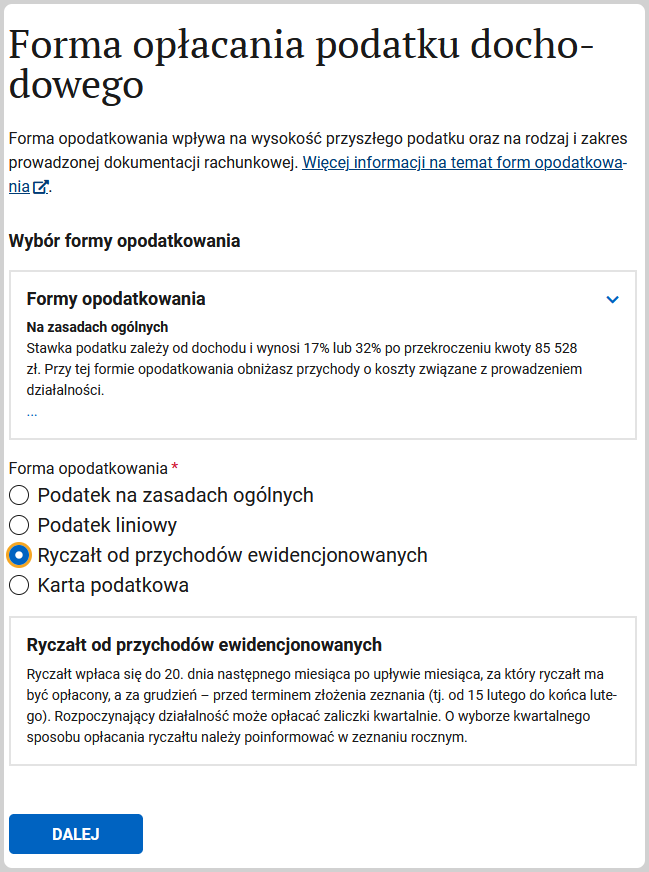 Forma opłacania podatku docho-
dowego
Forma opodatkowania wpływa na wysokość przyszłego podatku oraz na rodzaj i zakres
prowadzonej dokumentacji rachunkowej. Więcej informacji na temat form opodatkowa-
nia.
Wybór formy opodatkowania
Formy opodatkowania
Na zasadach ogólnych
Stawka podatku zależy od dochodu i wynosi 17% lub 32% po przekroczeniu kwoty 85 528
zł. Przy tej formie opodatkowania obniżasz przychody o koszty związane z prowadzeniem
działalności.
...
Forma opodatkowania *
Podatek na zasadach ogólnych
Podatek liniowy
Ryczałt od przychodów ewidencjonowanych
Karta podatkowa
Ryczałt od przychodów ewidencjonowanych
Ryczałt wpłaca się do 20. dnia następnego miesiąca po upływie miesiąca, za który ryczałt ma
być opłacony, a za grudzień – przed terminem złożenia zeznania (tj. od 15 lutego do końca lute-
go). Rozpoczynający działalność może opłacać zaliczki kwartalnie. O wyborze kwartalnego
sposobu opłacania ryczałtu należy poinformować w zeznaniu rocznym.
DALEJ